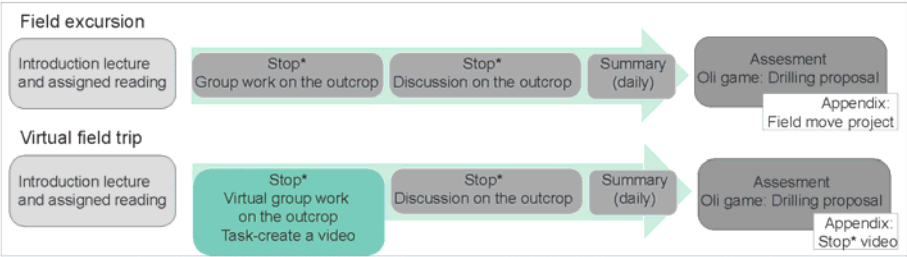 Field excursion
Introduction lecture
and assigned reading
Stop*
Group work on the outcrop
Stop*
Discussion on the outcrop
Summary
(daily)
Assesment
Oli game: Drilling proposal
Appendix:
Field move project
Virtual field trip
Introduction lecture
and assigned reading
Stop*
Virtual group work
on the outcrop
Task-create a video
Stop*
Discussion on the outcrop
Summary
(daily)
Assesment
Oli game: Drilling proposal
Appendix:
Stop* video